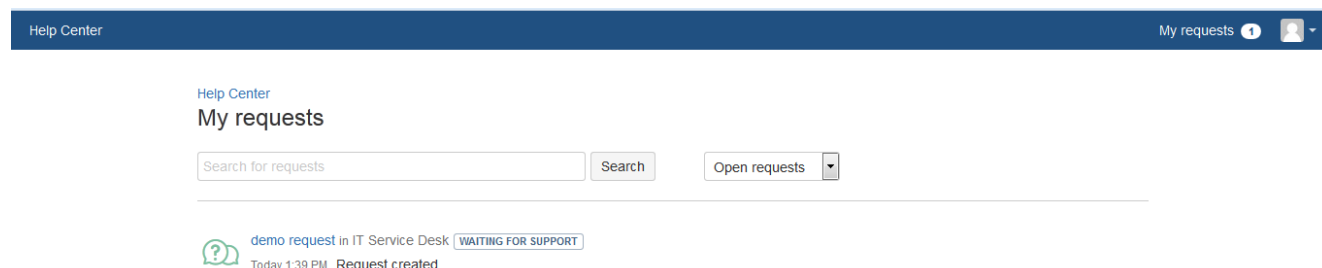 Help Center My requests 1
Help Center
My requests
Search for requests Search Open requests
demo request in IT Service Desk WAITING FOR SUPPORT
Today 1:39 PM Request created